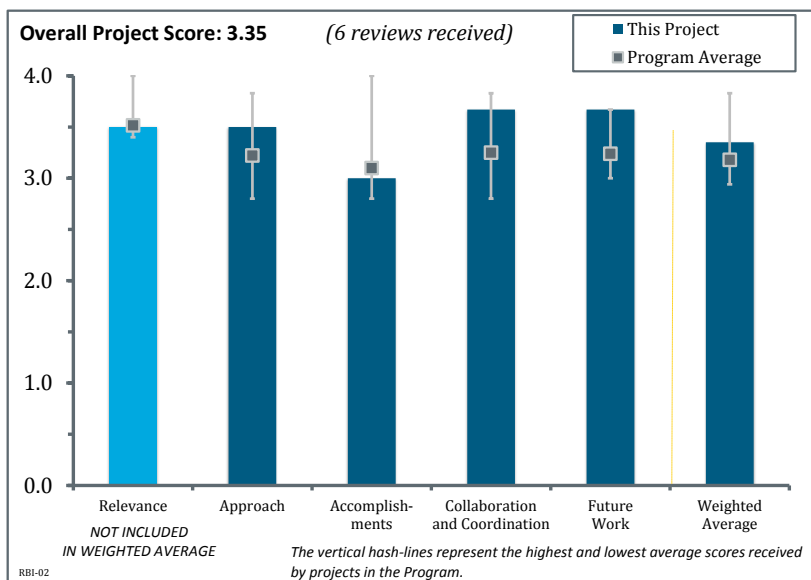 Overall Project Score: 3.35 (6 reviews received)
This Project
Program Average
4.0
3.0
2.0
1.0
0.0
Relevance
Approach
Accomplish-
ments
Collaboration
and Coordination
Future
Work
Weighted
Average
NOT INCLUDED
IN WEIGHTED AVERAGE
The vertical hash-lines represent the highest and lowest average scores received
by projects in the Program.
RBI-02